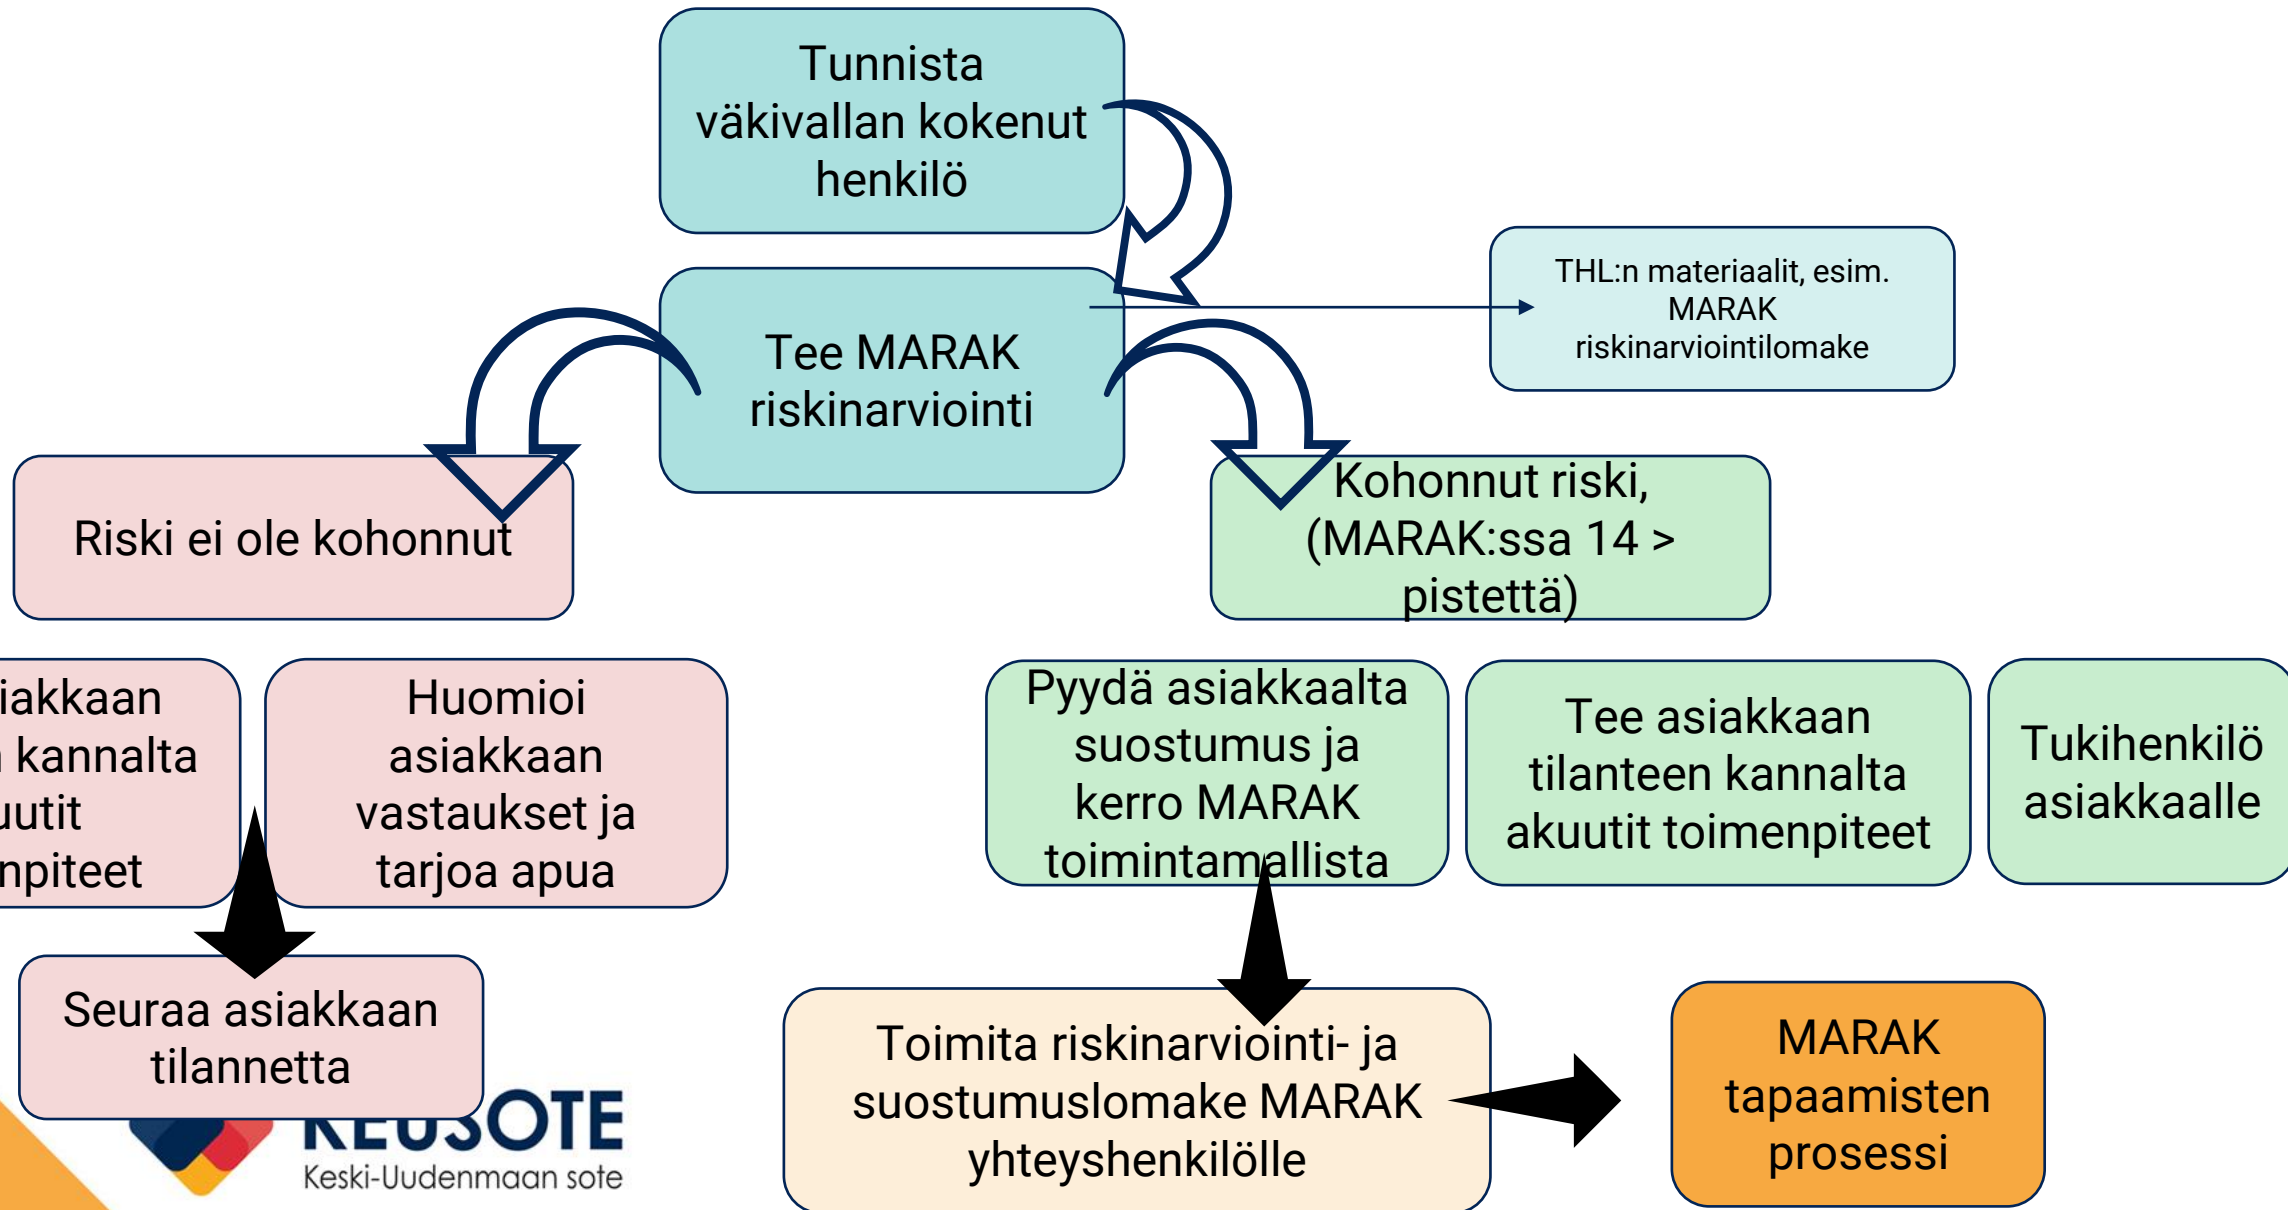 Tunnista
väkivallan kokenut
henkilö
THL:n materiaalit, esim.
MARAK
riskinarviointilomake
Tee MARAK
riskinarviointi
Riski ei ole kohonnut
Kohonnut riski,
(MARAK:ssa 14 >
pistettä)
kannalta
Huomioi
asiakkaan
vastaukset ja
tarjoa apua
Pyydä asiakkaalta
suostumus ja
kerro MARAK
toimintamallista
Tee asiakkaan
tilanteen kannalta
akuutit toimenpiteet
Tukihenkilö
asiakkaalle
Seuraa asiakkaan
tilannetta
Toimita riskinarviointi- ja
suostumuslomake MARAK
yhteyshenkilölle
MARAK
tapaamisten
prosessi
KEUSOTE
Keski-Uudenmaan sote